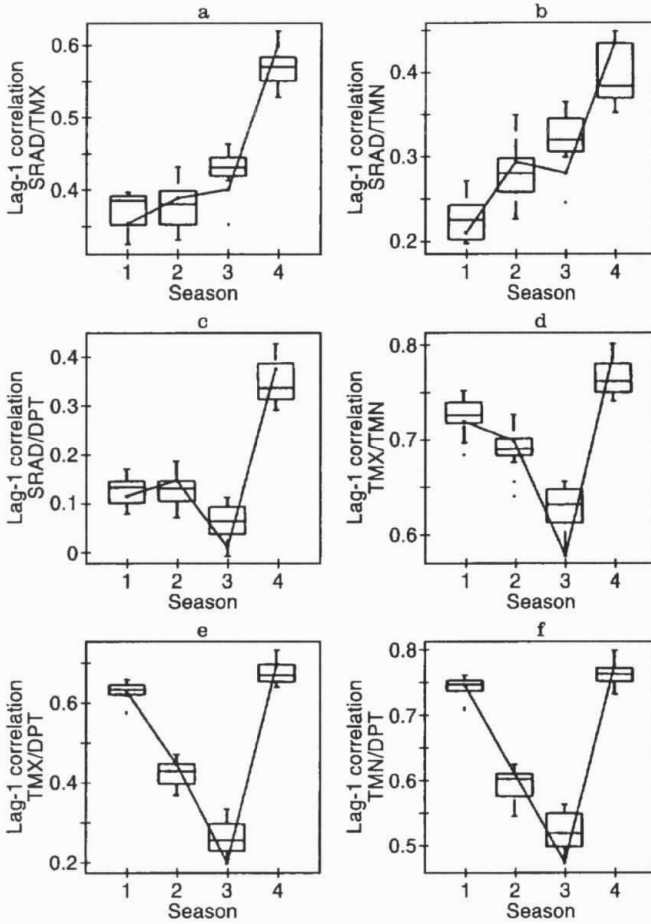 a
Lag-1 correlation
SRAD/TMX
0.6
0.5
0.4
1 2 3 4
Season
b
Lag-1 correlation
SRAD/TMN
0.4
0.3
0.2
1 2 3 4
Season
c
Lag-1 correlation
SRAD/DPT
0.4
0.3
0.2
0.1
0
1 2 3 4
Season
d
Lag-1 correlation
TMX/TMN
0.8
0.7
0.6
1 2 3 4
Season
e
Lag-1 correlation
TMX/DPT
0.6
0.4
0.2
1 2 3 4
Season
f
Lag-1 correlation
TMN/DPT
0.8
0.7
0.6
0.5
1 2 3 4
Season